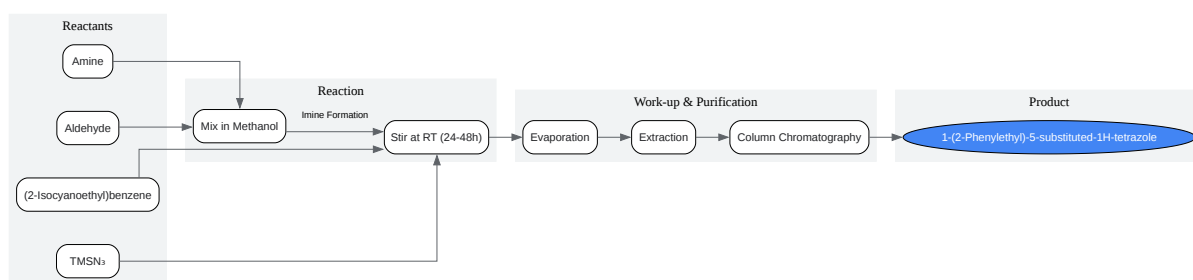 Reactants
Amine
Aldehyde
(2-Isocyanoethyl)benzene
TMSN₃
Reaction
Mix in Methanol
Imine Formation
Stir at RT (24-48h)
Work-up & Purification
Evaporation
Extraction
Column Chromatography
Product
1-(2-Phenylethyl)-5-substituted-1H-tetrazole